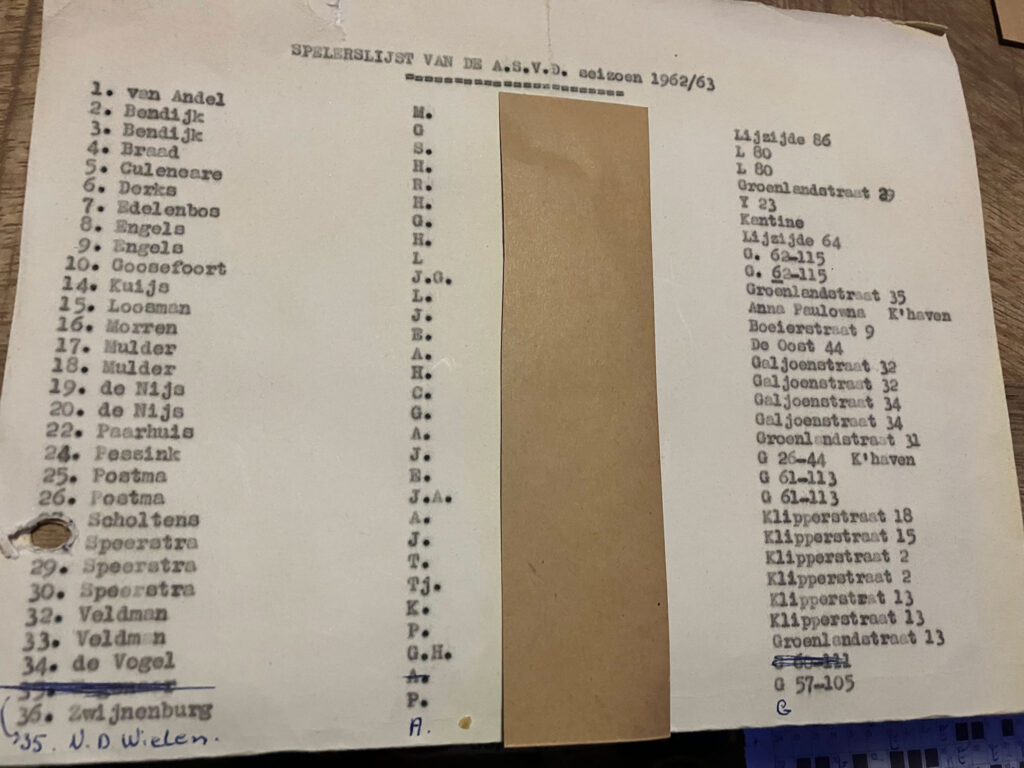 SPELERSLIJST VAN DE A.S.V.D. seizoen 1962/63
1. van Andel M. Lijzijde 86
2. Bendijk G L 80
3. Bendijk S. L 80
4. Braad H. Groenlandstraat 29
5. Culeneare R. Y 23
6. Derks H. Kantine
7. Edelenbos G. Lijzijde 64
8. Engels H. G. 62-115
9. Engels L G. 62-115
10. Goosefoort J.G. Groenlandstraat 35
14. Kuijs L. Anna Paulowna K'haven
15. Loosman J. Boeierstraat 9
16. Morren E. De Oost 44
17. Mulder A. Galjoenstraat 32
18. Mulder H. Galjoenstraat 32
19. de Nijs C. Galjoenstraat 34
20. de Nijs G. Galjoenstraat 34
22. Paarhuis A. Groenlandstraat 31
24. Pessink J. G 26-44 K'haven
25. Postma E. G 61-113
26. Postma J.A. G 61-113
Scholtens A. Klipperstraat 18
Speerstra J. Klipperstraat 15
29. Speerstra T. Klipperstraat 2
30. Speerstra Tj. Klipperstraat 2
32. Veldman K. Klipperstraat 13
33. Veldman P. Klipperstraat 13
34. de Vogel G.H. Groenlandstraat 13
35. A. G 60-111
36. Zwijnenburg P. G 57-105
35. V.D Wielen. A. G